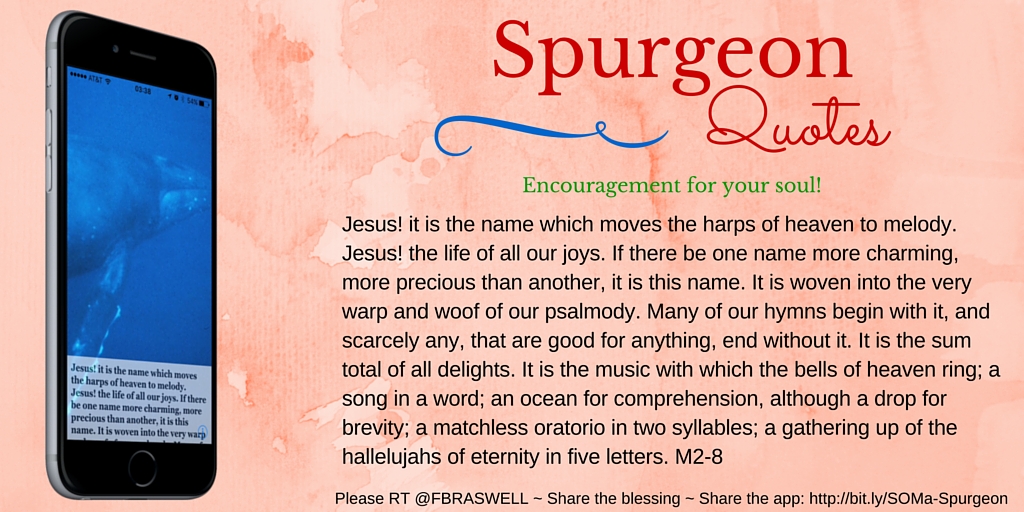 Spurgeon
Quotes
Encouragement for your soul!
Jesus! it is the name which moves the harps of heaven to melody.
Jesus! the life of all our joys. If there be one name more charming,
more precious than another, it is this name. It is woven into the very
warp and woof of our psalmody. Many of our hymns begin with it, and
scarcely any, that are good for anything, end without it. It is the sum
total of all delights. It is the music with which the bells of heaven ring; a
song in a word; an ocean for comprehension, although a drop for
brevity; a matchless oratorio in two syllables; a gathering up of the
hallelujahs of eternity in five letters. M2-8
Please RT @FBRASWELL ~ Share the blessing ~ Share the app: http://bit.ly/SOMa-Spurgeon
AT&T 03:38 54%
Jesus! it is the name which moves
the harps of heaven to melody.
Jesus! the life of all our joys. If there
be one name more charming, more
precious than another, it is this
name. It is woven into the very warp